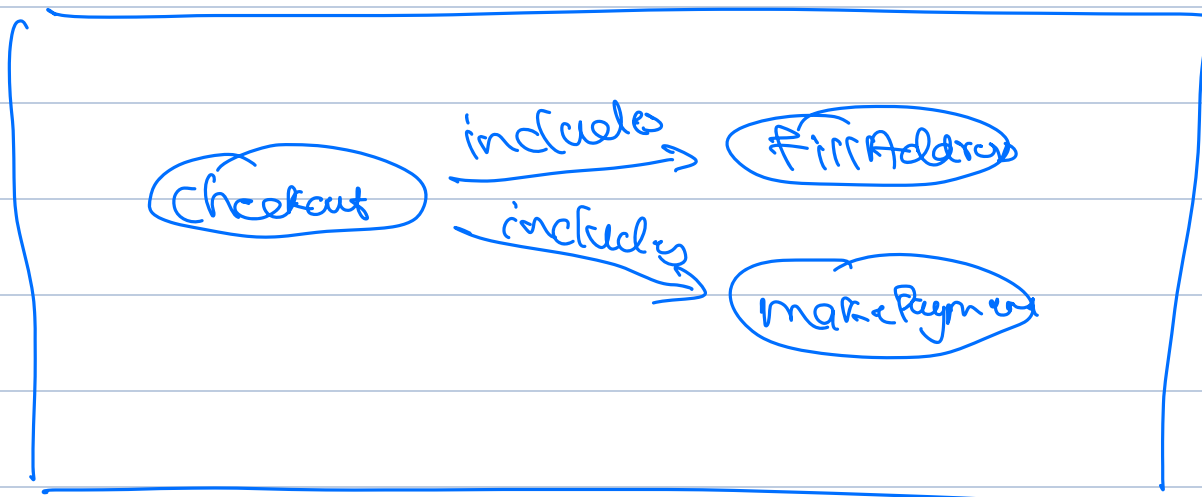 includes
FillAddress
Checkout
includes
makePayment